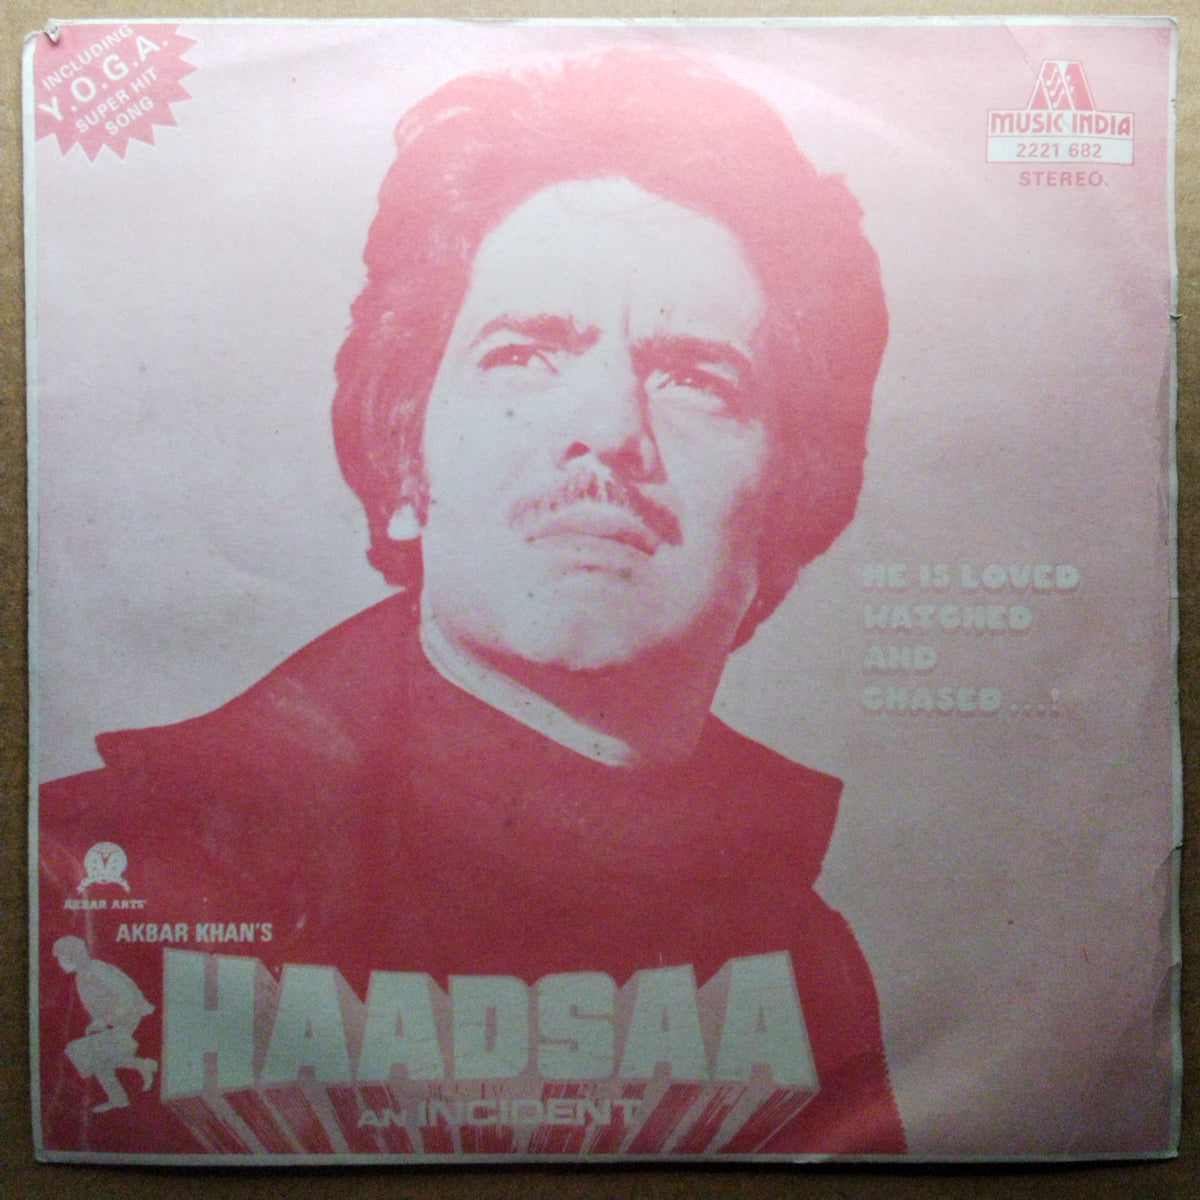 INCLUDING
Y.O.G.A.
SUPER HIT
SONG
MUSIC INDIA
2221 682
STEREO
HE IS LOVED
WATCHED
AND
CHASED...!
AKBAR ARTS
AKBAR KHAN'S
HAADSAA
AN INCIDENT